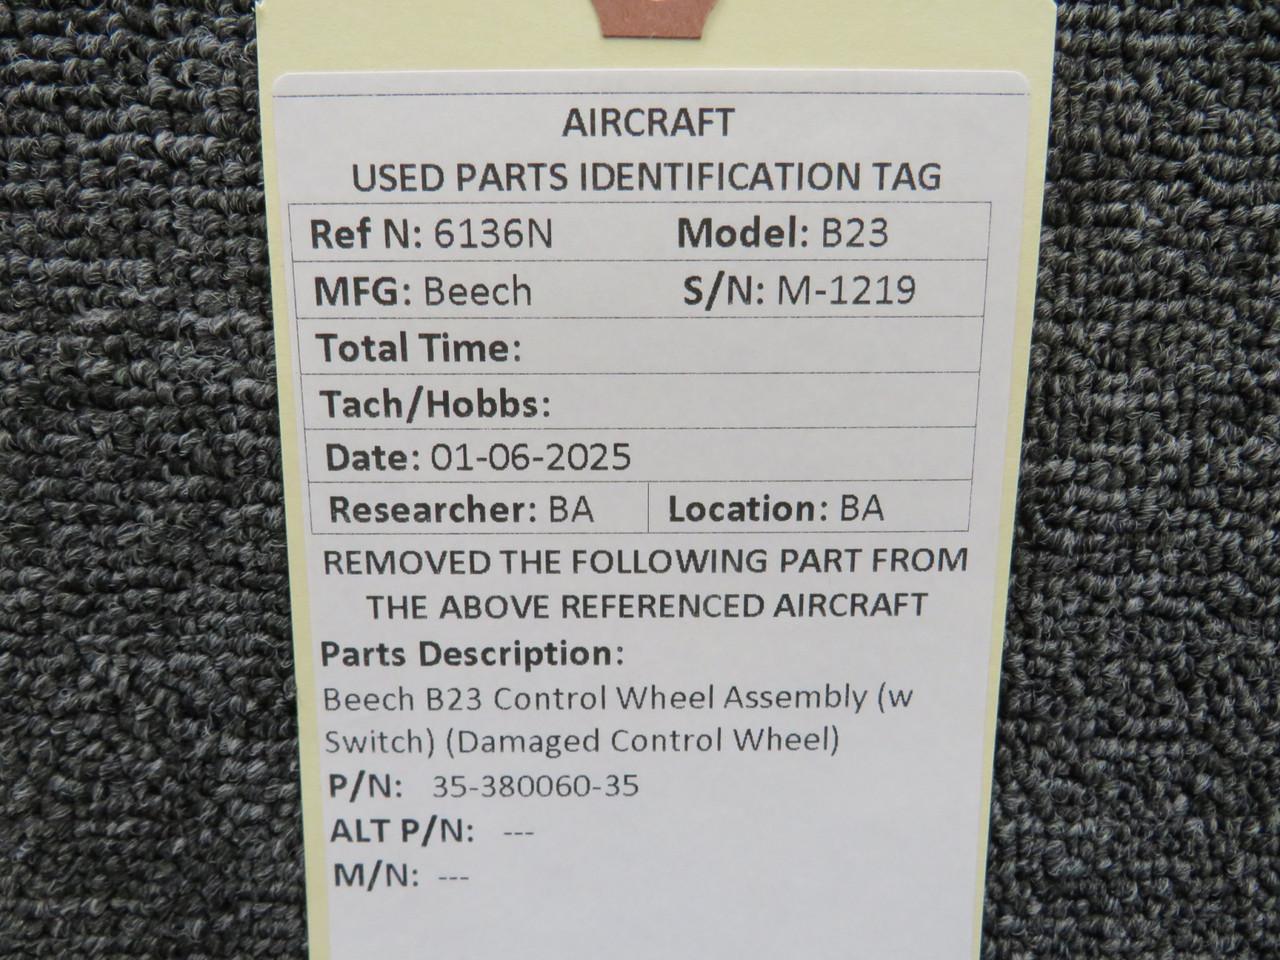 AIRCRAFT
USED PARTS IDENTIFICATION TAG
Ref N: 6136N Model: B23
MFG: Beech S/N: M-1219
Total Time:
Tach/Hobbs:
Date: 01-06-2025
Researcher: BA Location: BA
REMOVED THE FOLLOWING PART FROM
THE ABOVE REFERENCED AIRCRAFT
Parts Description:
Beech B23 Control Wheel Assembly (w
Switch) (Damaged Control Wheel)
P/N: 35-380060-35
ALT P/N: ---
M/N: ---